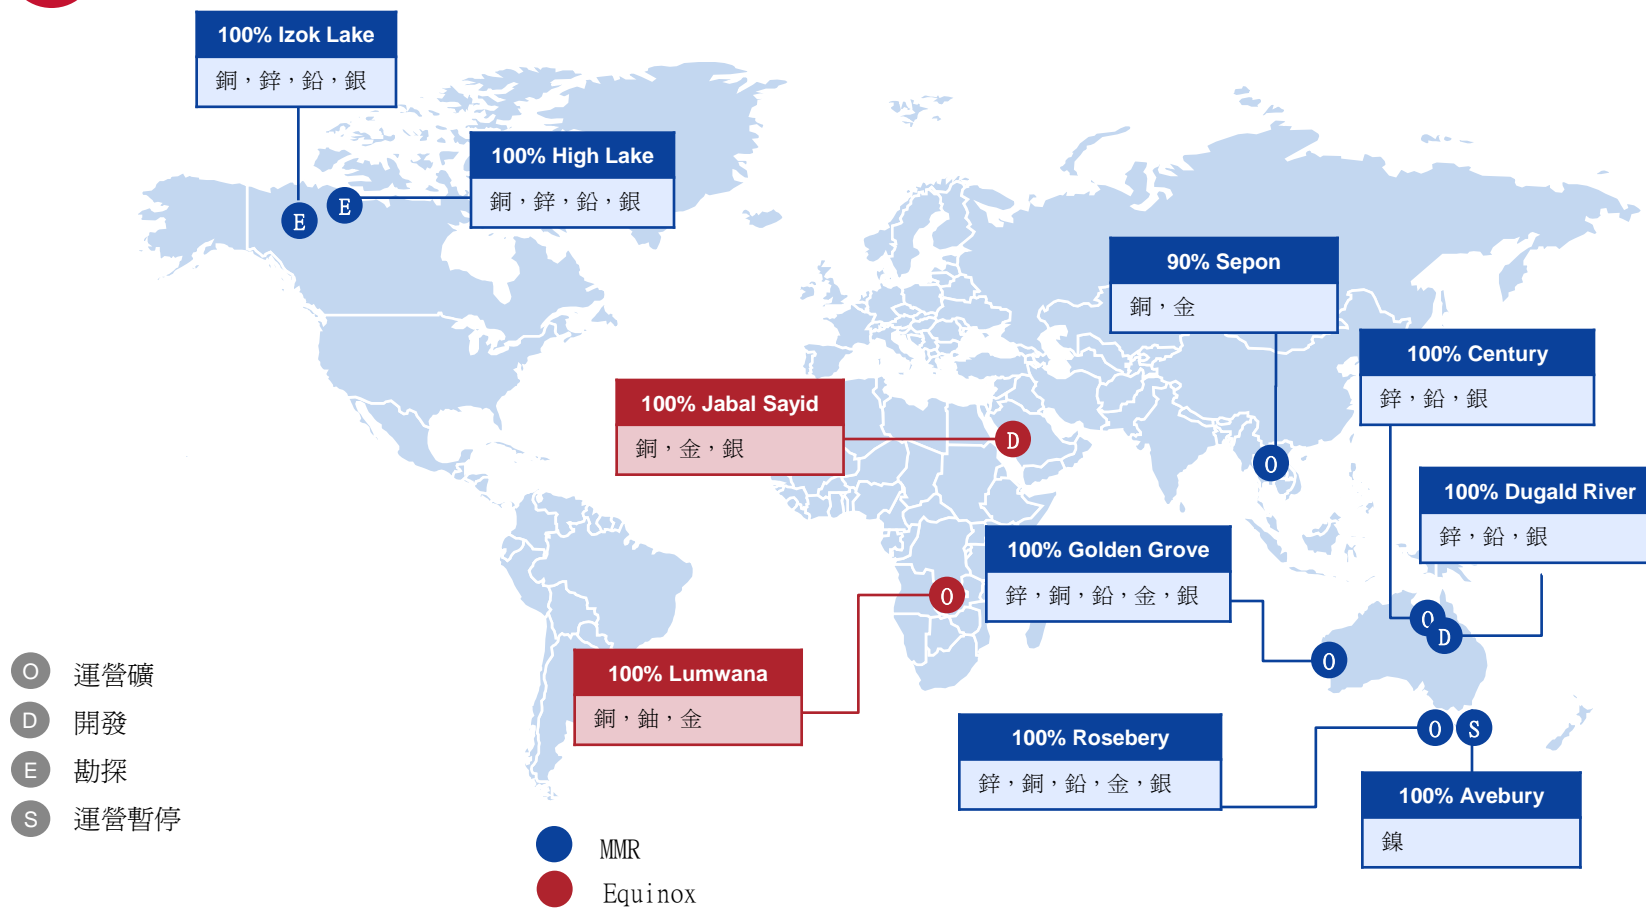 100% Izok Lake
銅，鋅，鉛，銀
100% High Lake
銅，鋅，鉛，銀
E
E
90% Sepon
銅，金
100% Century
鋅，鉛，銀
100% Jabal Sayid
銅，金，銀
D
O
100% Dugald River
鋅，鉛，銀
100% Golden Grove
鋅，銅，鉛，金，銀
O
O
D
O
100% Lumwana
銅，鈾，金
100% Rosebery
鋅，銅，鉛，金，銀
O
S
100% Avebury
鎳
O 運營礦
D 開發
E 勘探
S 運營暫停
MMR
Equinox